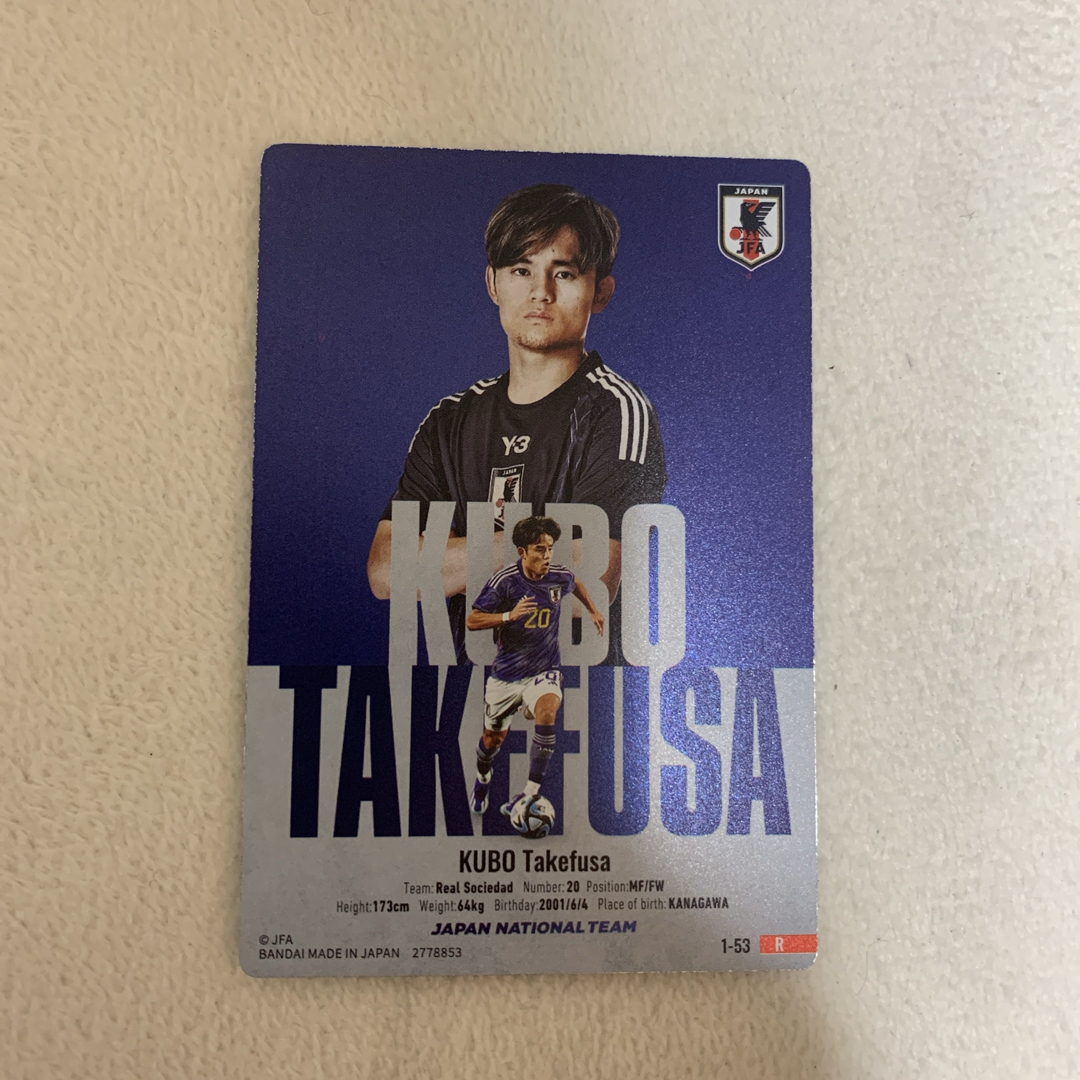 JAPAN
JFA
Y-3
JAPAN
KUBO
20
TAKEFUSA
KUBO Takefusa
Team:Real Sociedad Number:20 Position:MF/FW
Height:173cm Weight:64kg Birthday:2001/6/4 Place of birth:KANAGAWA
JAPAN NATIONAL TEAM
©JFA
BANDAI MADE IN JAPAN 2778853
1-53 R